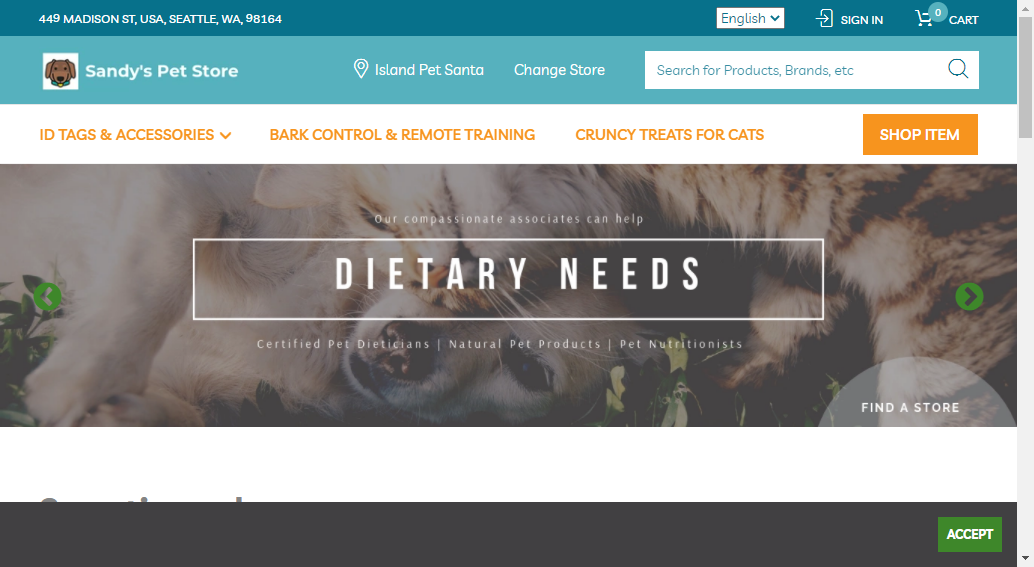 449 MADISON ST, USA, SEATTLE, WA, 98164
English
SIGN IN
0
CART
Sandy's Pet Store
Island Pet Santa
Change Store
Search for Products, Brands, etc
ID TAGS & ACCESSORIES
BARK CONTROL & REMOTE TRAINING
CRUNCY TREATS FOR CATS
SHOP ITEM
Our compassionate associates can help
DIETARY NEEDS
Certified Pet Dieticians | Natural Pet Products | Pet Nutritionists
FIND A STORE
ACCEPT